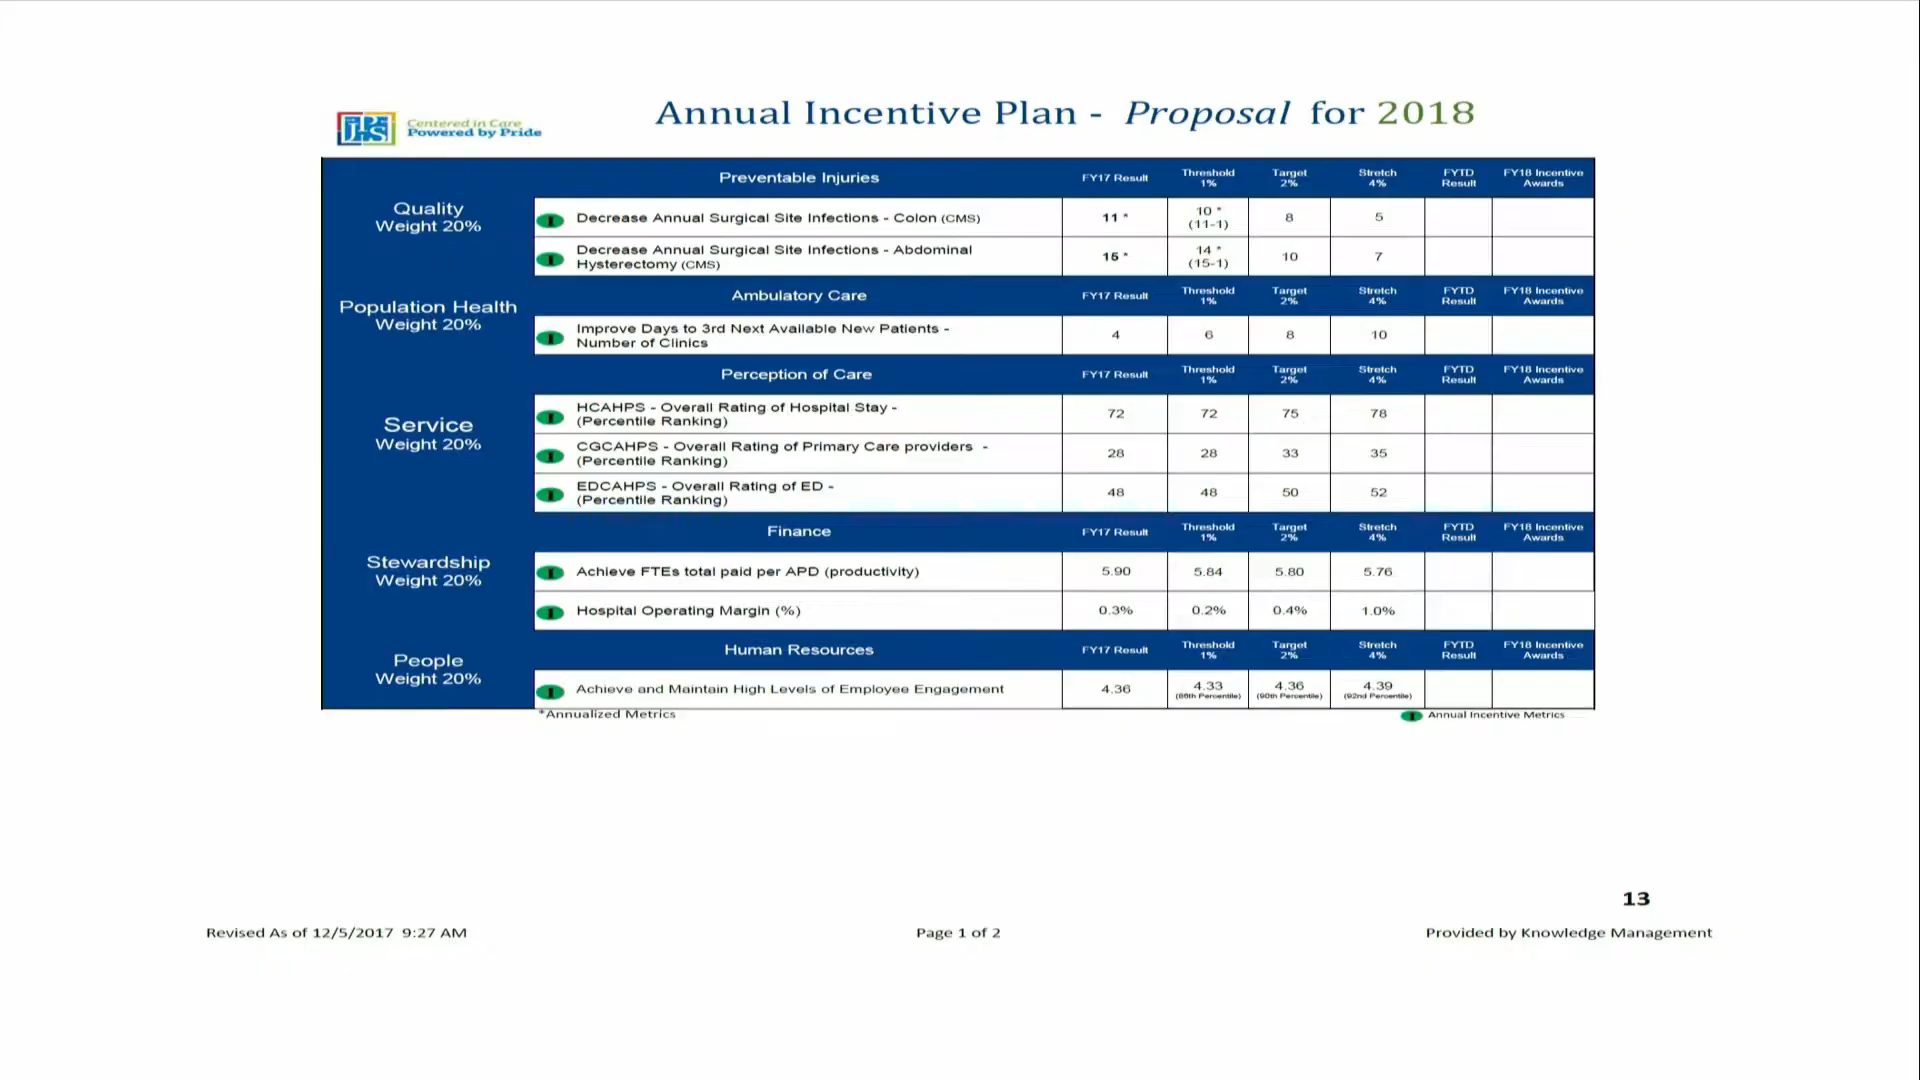 JPS
Centered in Care
Powered by Pride
Annual Incentive Plan - Proposal for 2018
Preventable Injuries FY17 Result Threshold 1% Target 2% Stretch 4% FYTD Result FY18 Incentive Awards
Quality
Weight 20%
Decrease Annual Surgical Site Infections - Colon (CMS) 11 * 10 * (11-1) 8 5
Decrease Annual Surgical Site Infections - Abdominal
Hysterectomy (CMS) 15 * 14 * (15-1) 10 7
Population Health
Weight 20%
Ambulatory Care FY17 Result Threshold 1% Target 2% Stretch 4% FYTD Result FY18 Incentive Awards
Improve Days to 3rd Next Available New Patients -
Number of Clinics 4 6 8 10
Perception of Care FY17 Result Threshold 1% Target 2% Stretch 4% FYTD Result FY18 Incentive Awards
Service
Weight 20%
HCAHPS - Overall Rating of Hospital Stay -
(Percentile Ranking) 72 72 75 78
CGCAHPS - Overall Rating of Primary Care providers -
(Percentile Ranking) 28 28 33 35
EDCAHPS - Overall Rating of ED -
(Percentile Ranking) 48 48 50 52
Finance FY17 Result Threshold 1% Target 2% Stretch 4% FYTD Result FY18 Incentive Awards
Stewardship
Weight 20%
Achieve FTEs total paid per APD (productivity) 5.90 5.84 5.80 5.76
Hospital Operating Margin (%) 0.3% 0.2% 0.4% 1.0%
Human Resources FY17 Result Threshold 1% Target 2% Stretch 4% FYTD Result FY18 Incentive Awards
People
Weight 20%
Achieve and Maintain High Levels of Employee Engagement 4.36 4.33 4.36 4.39
(90th Percentile) (92nd Percentile)
*Annualized Metrics
I Annual Incentive Metrics
13
Revised As of 12/5/2017 9:27 AM
Page 1 of 2
Provided by Knowledge Management